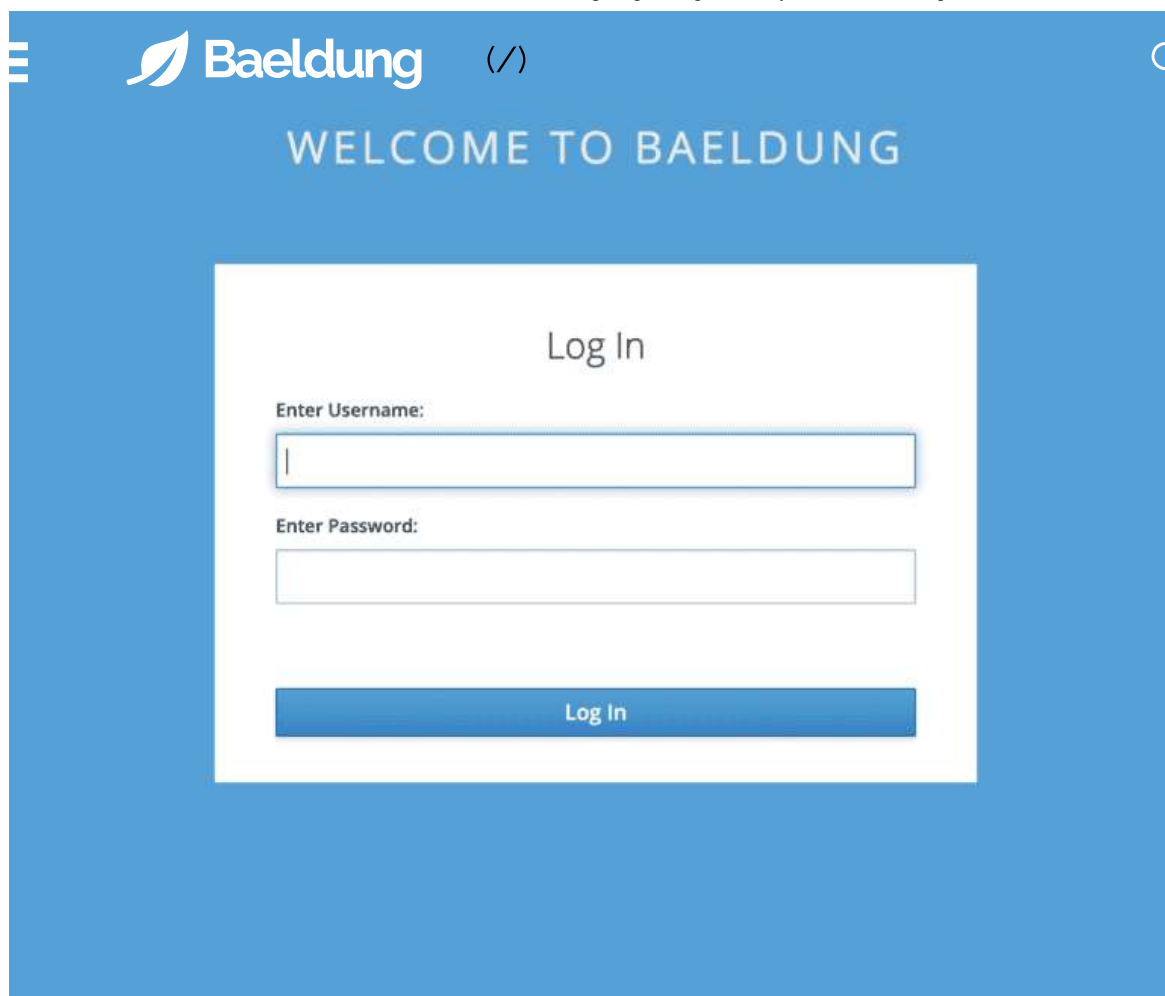 Baeldung (/)
WELCOME TO BAELDUNG
Log In
Enter Username:
Enter Password:
Log In